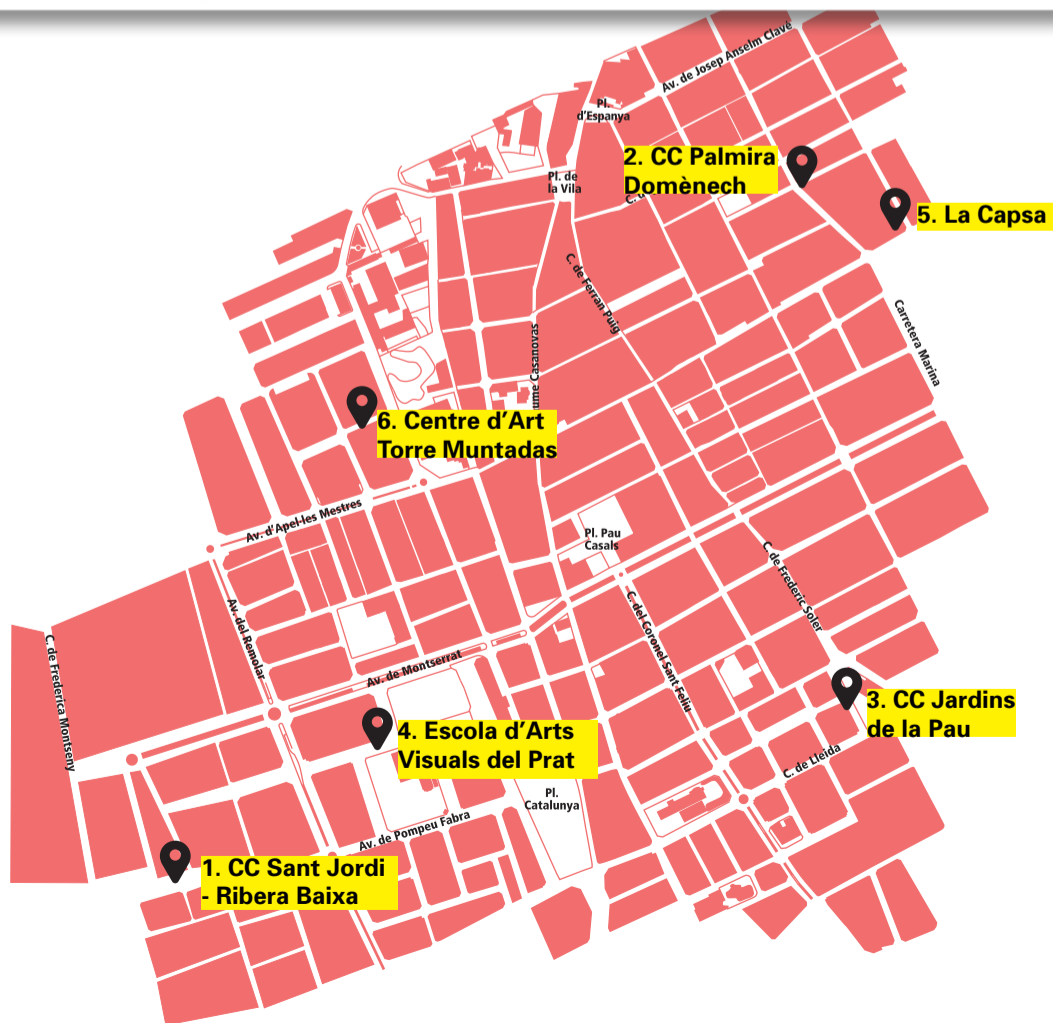 Av. de Josep Anselm Clavé
Pl.
d'Espanya
2. CC Palmira
Domènech
Pl. de
la Vila
5. La Capsa
C. de Ferran Puig
Carretera Marina
6. Centre d'Art
Torre Muntadas
Av. d'Apel·les Mestres
Pl. Pau
Casals
C. de Frederic Soler
C. del Coronel Sant Feliu
Av. del Remolar
C. de Frederica Montseny
Av. de Montserrat
3. CC Jardins
de la Pau
4. Escola d'Arts
Visuals del Prat
C. de Lleida
Pl.
Catalunya
Av. de Pompeu Fabra
1. CC Sant Jordi
- Ribera Baixa